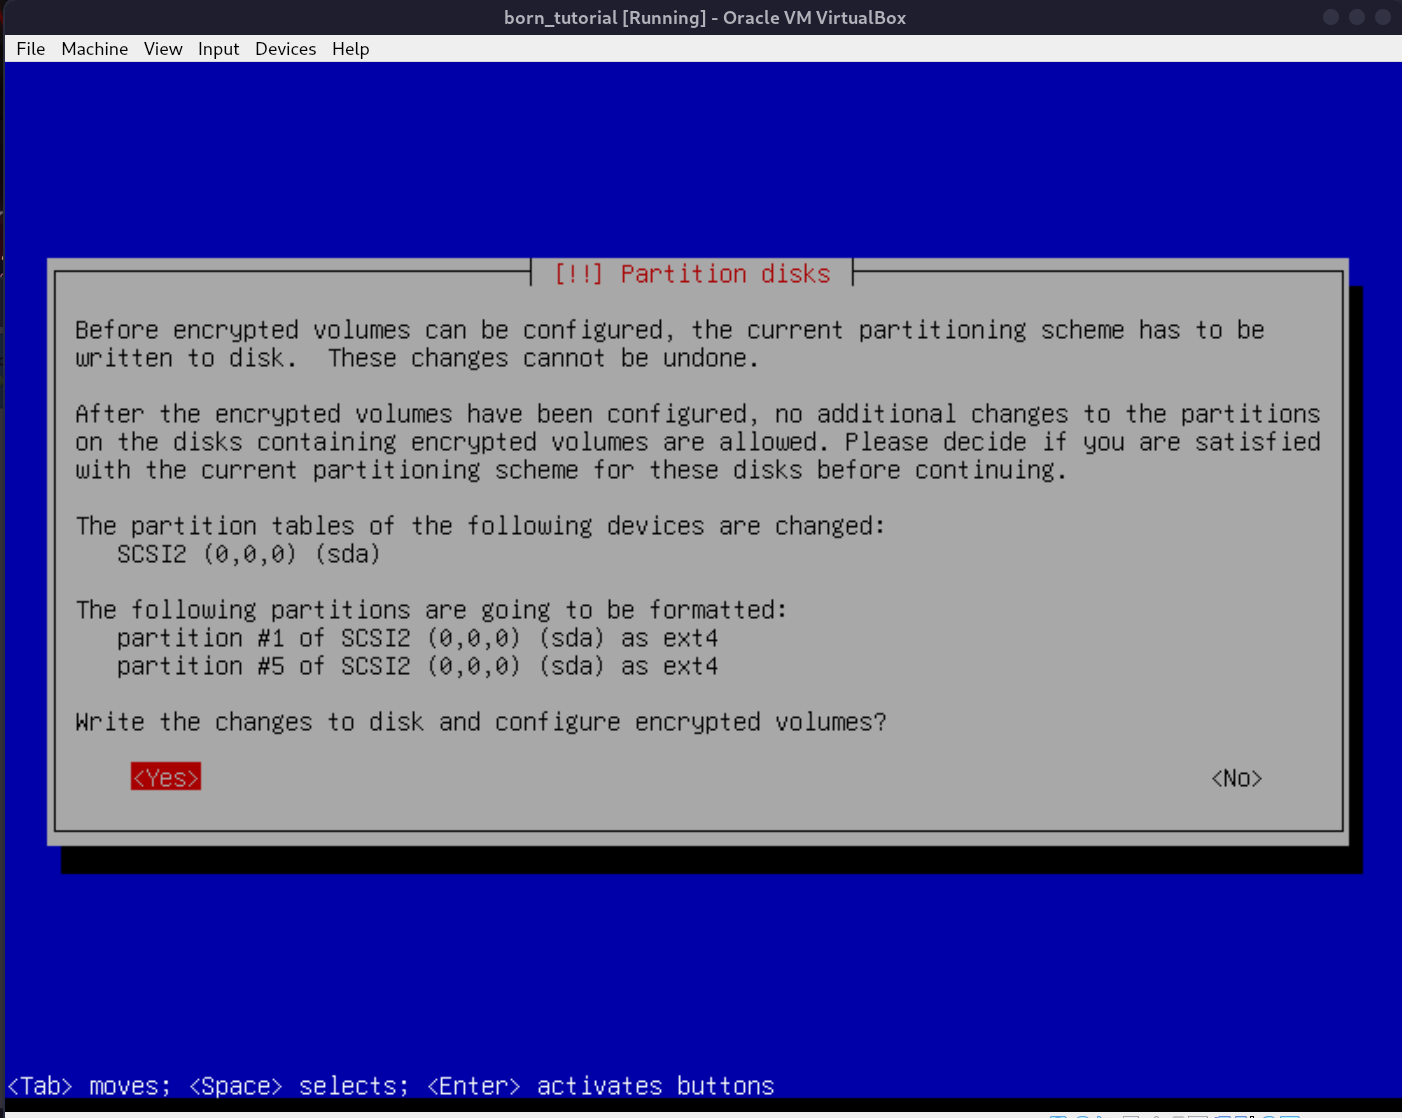 born_tutorial [Running] - Oracle VM VirtualBox
File Machine View Input Devices Help
[!!] Partition disks
Before encrypted volumes can be configured, the current partitioning scheme has to be
written to disk.  These changes cannot be undone.
After the encrypted volumes have been configured, no additional changes to the partitions
on the disks containing encrypted volumes are allowed. Please decide if you are satisfied
with the current partitioning scheme for these disks before continuing.
The partition tables of the following devices are changed:
SCSI2 (0,0,0) (sda)
The following partitions are going to be formatted:
partition #1 of SCSI2 (0,0,0) (sda) as ext4
partition #5 of SCSI2 (0,0,0) (sda) as ext4
Write the changes to disk and configure encrypted volumes?
<Yes> <No>
<Tab> moves; <Space> selects; <Enter> activates buttons